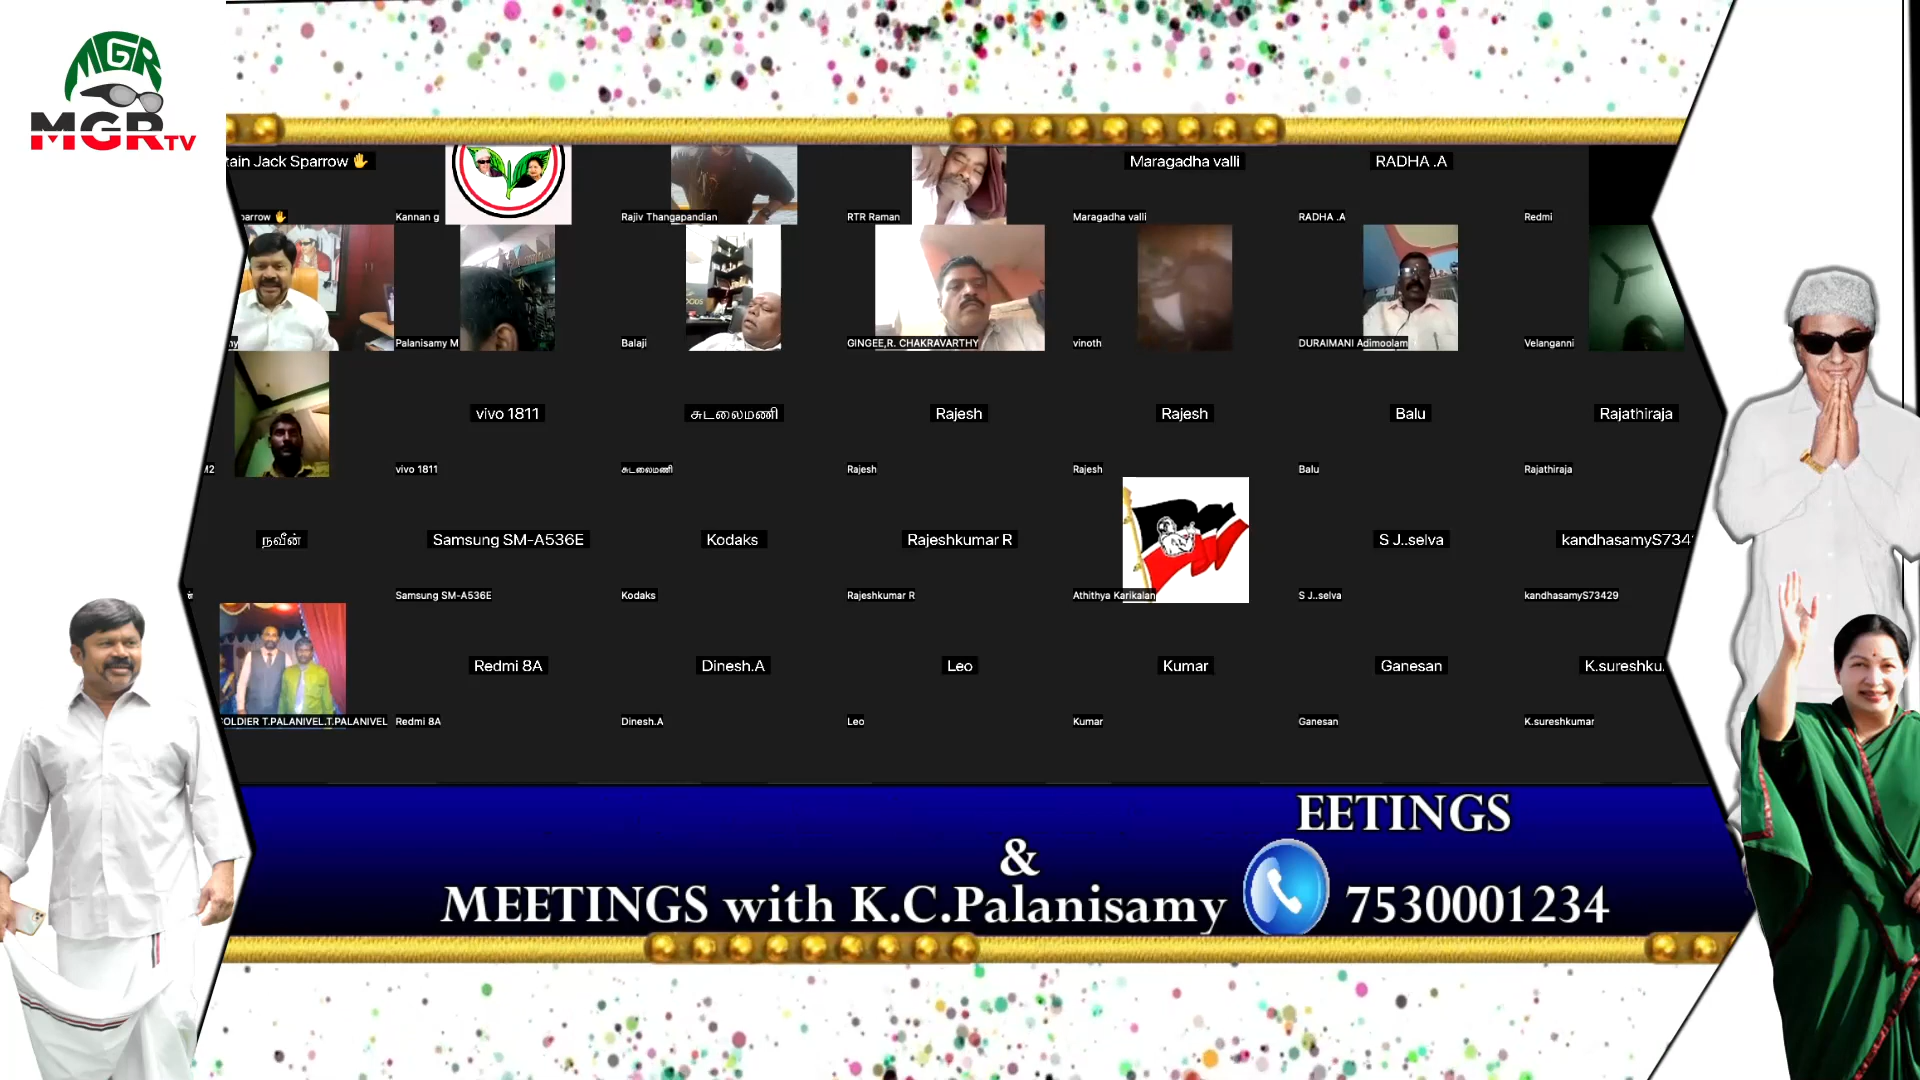 MGR
MGRTV
tain Jack Sparrow ✋
Maragadha valli
RADHA .A
parrow ✋
Kannan g
Rajiv Thangapandian
RTR Raman
Maragadha valli
RADHA .A
Redmi
Palanisamy M
Balaji
GINGEE,R. CHAKRAVARTHY
vinoth
DURAIMANI Adimoolam
Velanganni
vivo 1811
சுடலைமணி
Rajesh
Rajesh
Balu
Rajathiraja
M2
vivo 1811
சுடலைமணி
Rajesh
Rajesh
Balu
Rajathiraja
நவீன்
Samsung SM-A536E
Kodaks
Rajeshkumar R
S J..selva
kandhasamyS734
Samsung SM-A536E
Kodaks
Rajeshkumar R
Athithya Karikalan
S J..selva
kandhasamyS73429
Redmi 8A
Dinesh.A
Leo
Kumar
Ganesan
K.sureshku
OLDIER T.PALANIVEL.T.PALANIVEL
Redmi 8A
Dinesh.A
Leo
Kumar
Ganesan
K.sureshkumar
EETINGS
&
MEETINGS with K.C.Palanisamy 7530001234